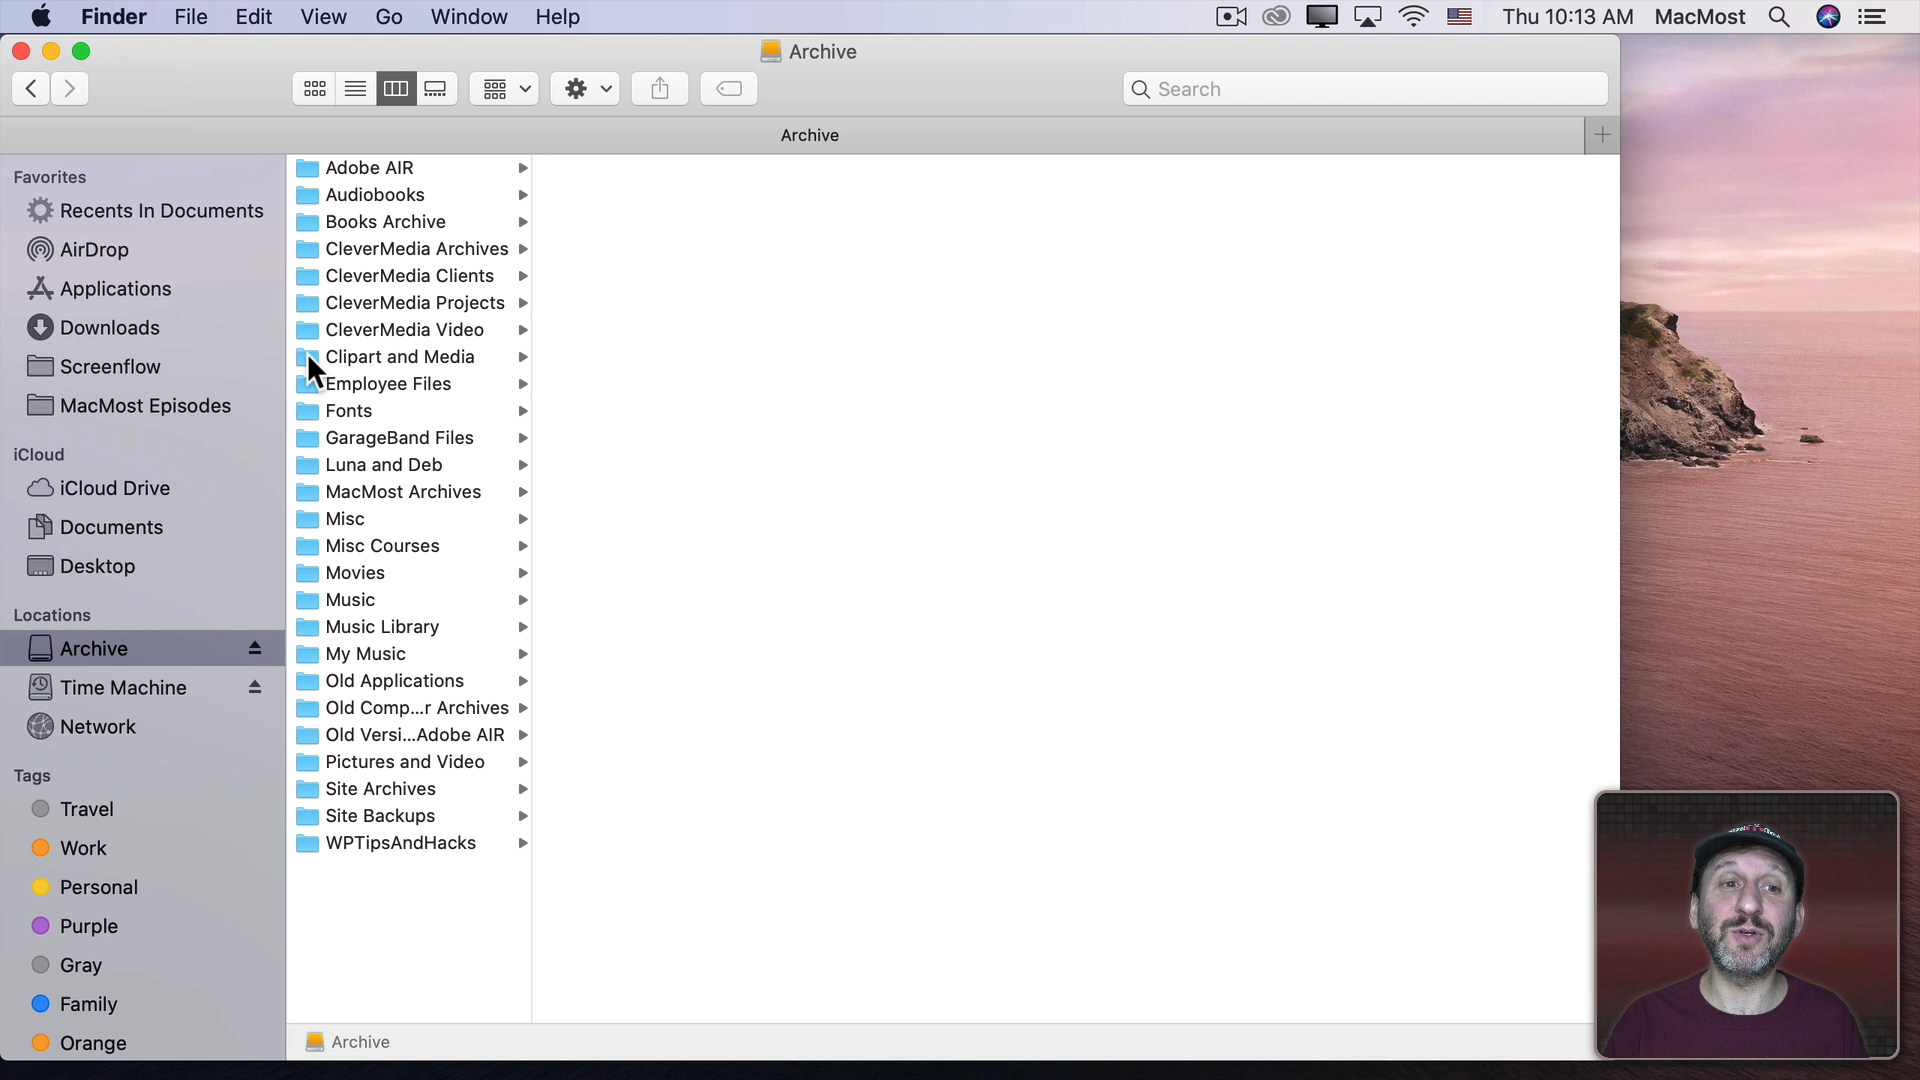 Finder File Edit View Go Window Help Thu 10:13 AM MacMost
Archive
Search
Archive
Favorites
Recents In Documents
AirDrop
Applications
Downloads
Screenflow
MacMost Episodes
iCloud
iCloud Drive
Documents
Desktop
Locations
Archive
Time Machine
Network
Tags
Travel
Work
Personal
Purple
Gray
Family
Orange
Adobe AIR
Audiobooks
Books Archive
CleverMedia Archives
CleverMedia Clients
CleverMedia Projects
CleverMedia Video
Clipart and Media
Employee Files
Fonts
GarageBand Files
Luna and Deb
MacMost Archives
Misc
Misc Courses
Movies
Music
Music Library
My Music
Old Applications
Old Comp...r Archives
Old Versi...Adobe AIR
Pictures and Video
Site Archives
Site Backups
WPTipsAndHacks
Archive